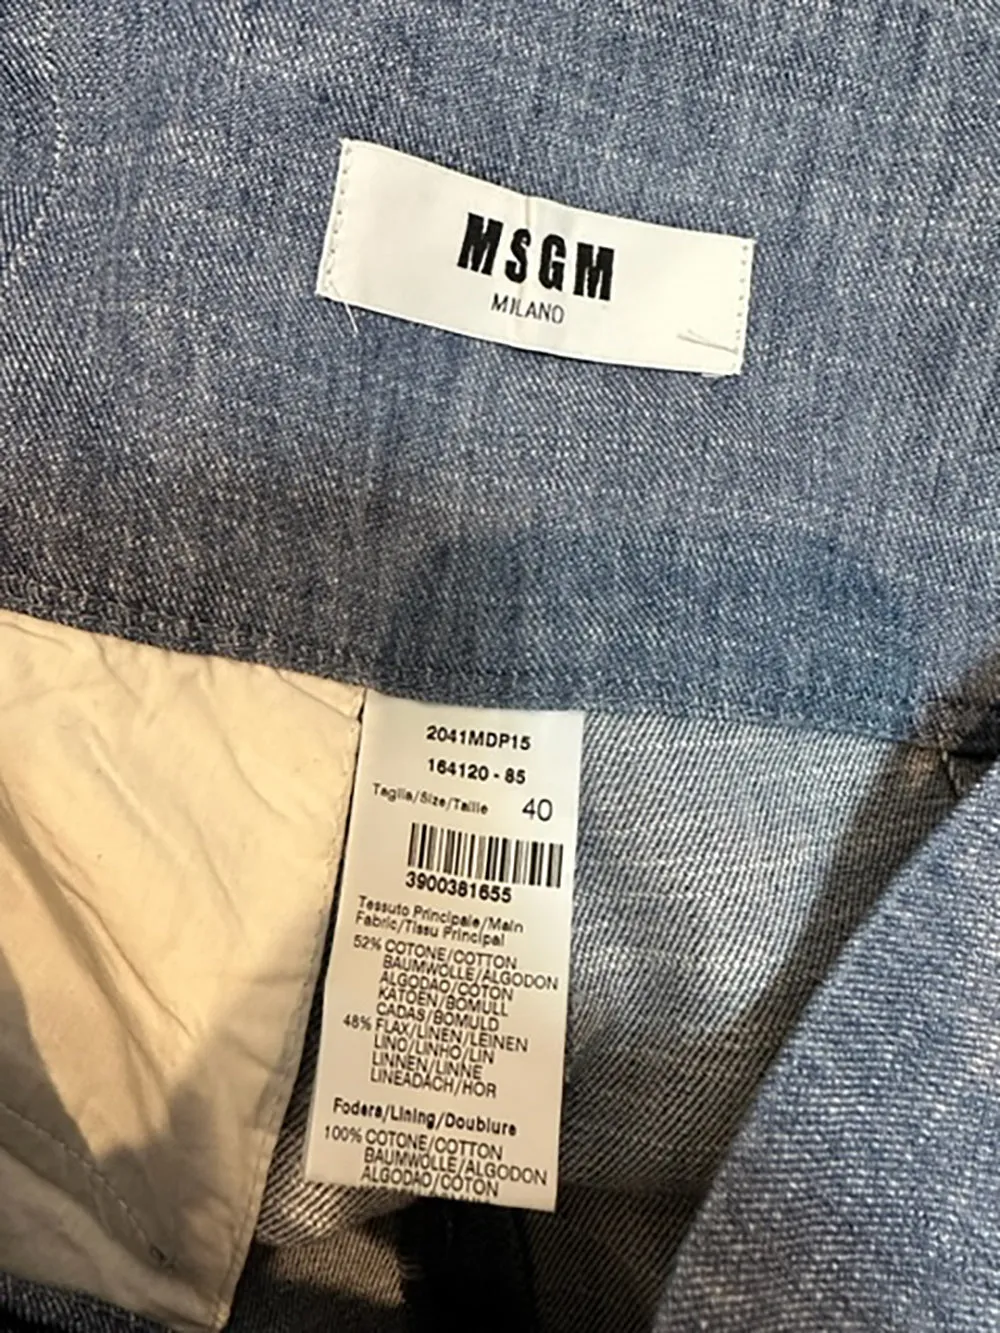 MSGM
MILANO
2041MDP15
164120 - 85
Taglia/Size/Taille 40
3900381655
Tessuto Principale/Main
Fabric/Tissu Principal
52% COTONE/COTTON
BAUMWOLLE/ALGODON
ALGODAO/COTON
KATOEN/BOMULL
CADAS/BOMULD
48% FLAX/LINEN/LEINEN
LINO/LINHO/LIN
LINNEN/LINNE
LINEADACH/HOR
Fodera/Lining/Doublure
100% COTONE/COTTON
BAUMWOLLE/ALGODON
ALGODAO/COTON